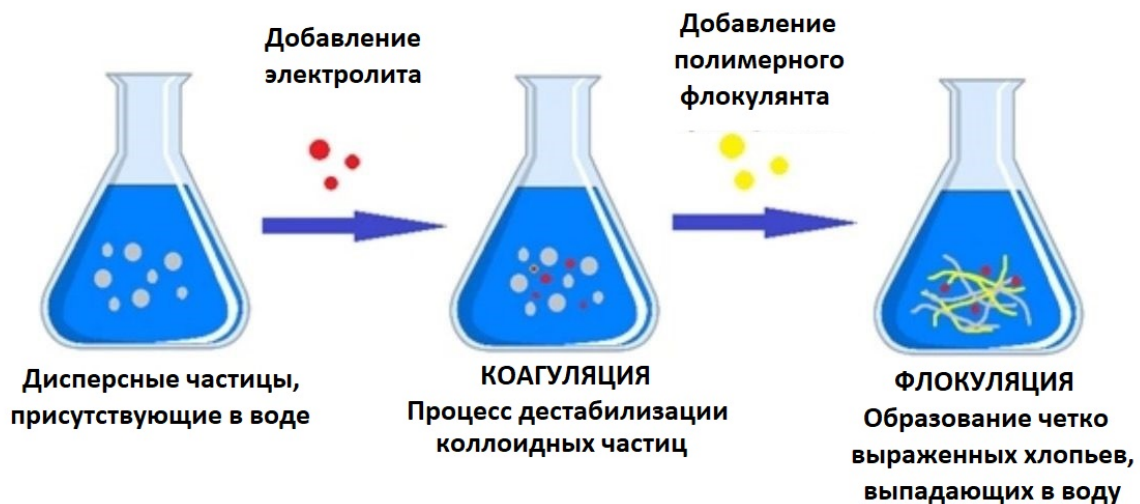 Добавление
электролита
Добавление
полимерного
флокулянта
Дисперсные частицы,
присутствующие в воде
КОАГУЛЯЦИЯ
Процесс дестабилизации
коллоидных частиц
ФЛОКУЛЯЦИЯ
Образование четко
выраженных хлопьев,
выпадающих в воду